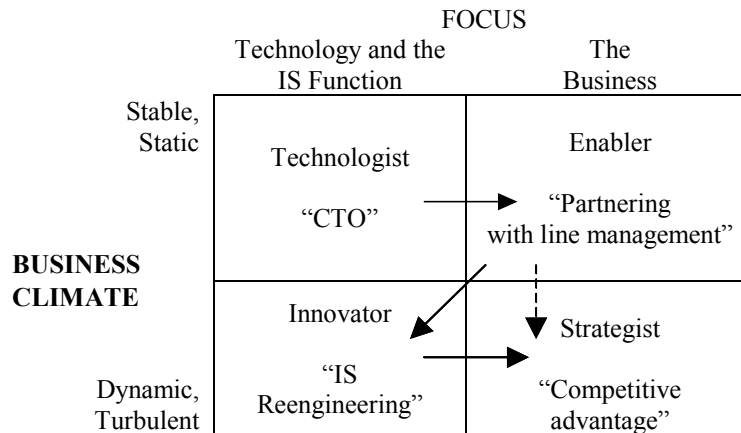 FOCUS
Technology and the
IS Function
The
Business
Stable,
Static
Technologist
“CTO”
Enabler
“Partnering
with line management”
BUSINESS
CLIMATE
Dynamic,
Turbulent
Innovator
“IS
Reengineering”
Strategist
“Competitive
advantage”